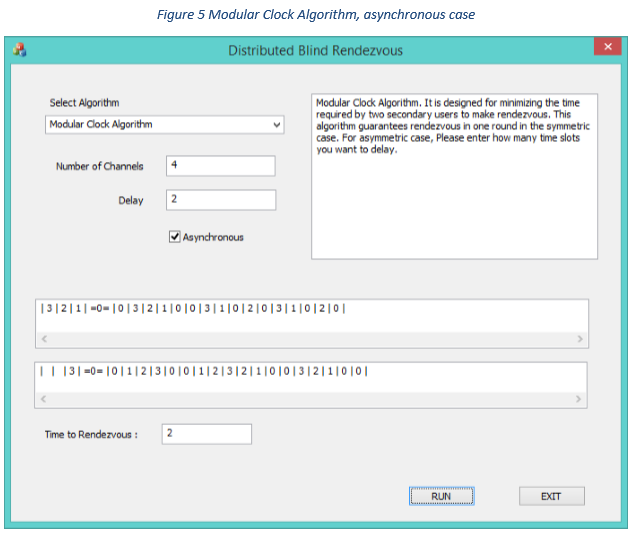 Figure 5 Modular Clock Algorithm, asynchronous case
Distributed Blind Rendezvous
Select Algorithm
Modular Clock Algorithm
Number of Channels
4
Delay
2
Asynchronous
Modular Clock Algorithm. It is designed for minimizing the time
required by two secondary users to make rendezvous. This
algorithm guarantees rendezvous in one round in the symmetric
case. For asymmetric case, Please enter how many time slots
you want to delay.
| 3 | 2 | 1 | =0= | 0 | 3 | 2 | 1 | 0 | 0 | 3 | 1 | 0 | 2 | 0 | 3 | 1 | 0 | 2 | 0 |
| | | 3 | =0= | 0 | 1 | 2 | 3 | 0 | 0 | 1 | 2 | 3 | 2 | 1 | 0 | 0 | 3 | 2 | 1 | 0 | 0 |
Time to Rendezvous :
2
RUN
EXIT